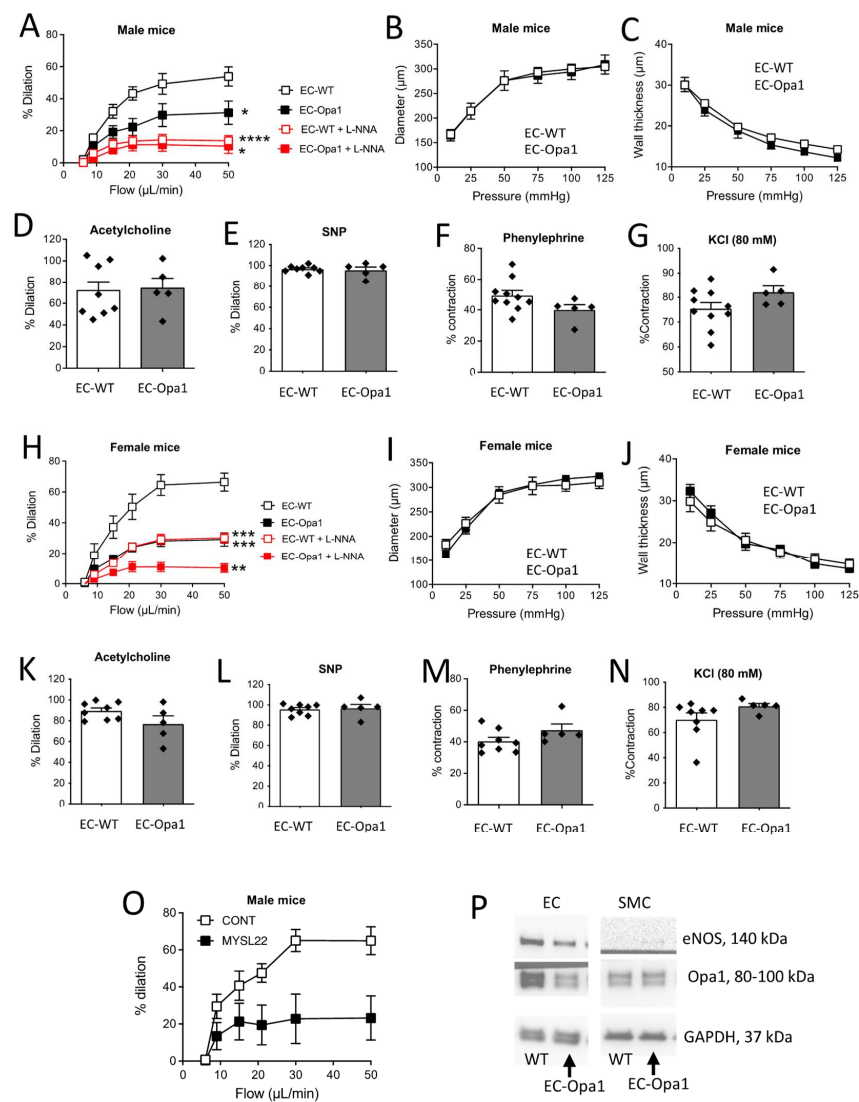 A
Male mice
% Dilation
80
60
40
20
0
0 10 20 30 40 50
Flow (µL/min)
EC-WT
EC-Opa1
EC-WT + L-NNA
EC-Opa1 + L-NNA
*
****
*
B
Male mice
Diameter (µm)
350
300
250
200
150
100
0 25 50 75 100 125
Pressure (mmHg)
EC-WT
EC-Opa1
C
Male mice
Wall thickness (µm)
40
30
20
10
0 25 50 75 100 125
Pressure (mmHg)
EC-WT
EC-Opa1
D
Acetylcholine
% Dilation
120
100
80
60
40
20
0
EC-WT EC-Opa1
E
SNP
% Dilation
120
100
80
60
40
20
0
EC-WT EC-Opa1
F
Phenylephrine
% contraction
80
60
40
20
0
EC-WT EC-Opa1
G
KCl (80 mM)
%Contraction
100
90
80
70
60
50
EC-WT EC-Opa1
H
Female mice
% Dilation
80
60
40
20
0
0 10 20 30 40 50
Flow (µL/min)
EC-WT
EC-Opa1
EC-WT + L-NNA
EC-Opa1 + L-NNA
***
***
**
I
Female mice
Diameter (µm)
350
300
250
200
150
100
0 25 50 75 100 125
Pressure (mmHg)
EC-WT
EC-Opa1
J
Female mice
Wall thickness (µm)
40
30
20
10
0 25 50 75 100 125
Pressure (mmHg)
EC-WT
EC-Opa1
K
Acetylcholine
% Dilation
120
100
80
60
40
20
0
EC-WT EC-Opa1
L
SNP
% Dilation
120
100
80
60
40
20
0
EC-WT EC-Opa1
M
Phenylephrine
% contraction
80
60
40
20
0
EC-WT EC-Opa1
N
KCl (80 mM)
%Contraction
100
80
60
40
20
0
EC-WT EC-Opa1
O
Male mice
% dilation
80
60
40
20
0
0 10 20 30 40 50
Flow (µL/min)
CONT
MYSL22
P
EC SMC
eNOS, 140 kDa
Opa1, 80-100 kDa
GAPDH, 37 kDa
WT WT
EC-Opa1 EC-Opa1